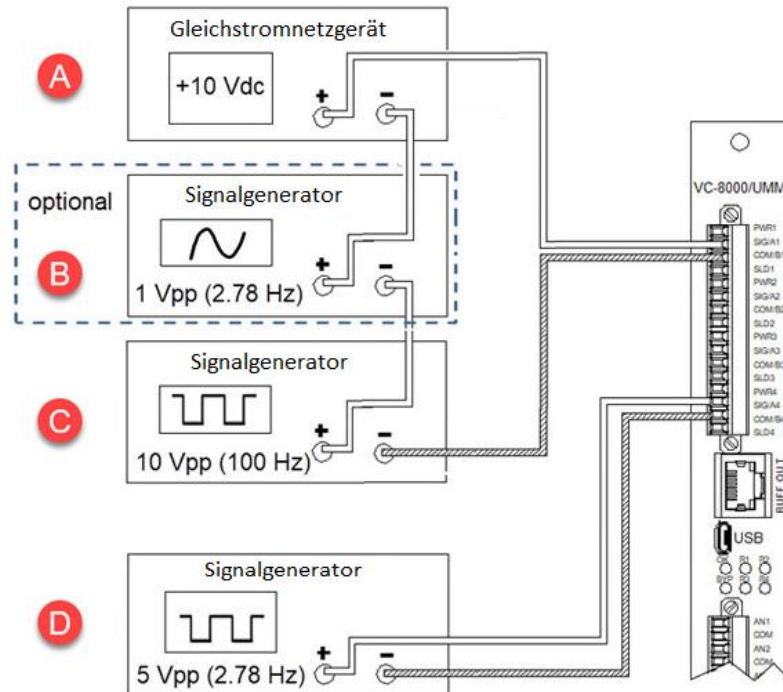 Gleichstromnetzgerät
A
+10 Vdc
+ -
optional
Signalgenerator
B
+ -
1 Vpp (2.78 Hz)
Signalgenerator
C
+ -
10 Vpp (100 Hz)
Signalgenerator
D
+ -
5 Vpp (2.78 Hz)
VC-8000/UMM
PWR1
SIG/A1
COM/B1
SLD1
PWR2
SIG/A2
COM/B2
SLD2
PWR3
SIG/A3
COM/B3
SLD3
PWR4
SIG/A4
COM/B4
SLD4
BUFF OUT
USB
AN1
COM
AN2
COM